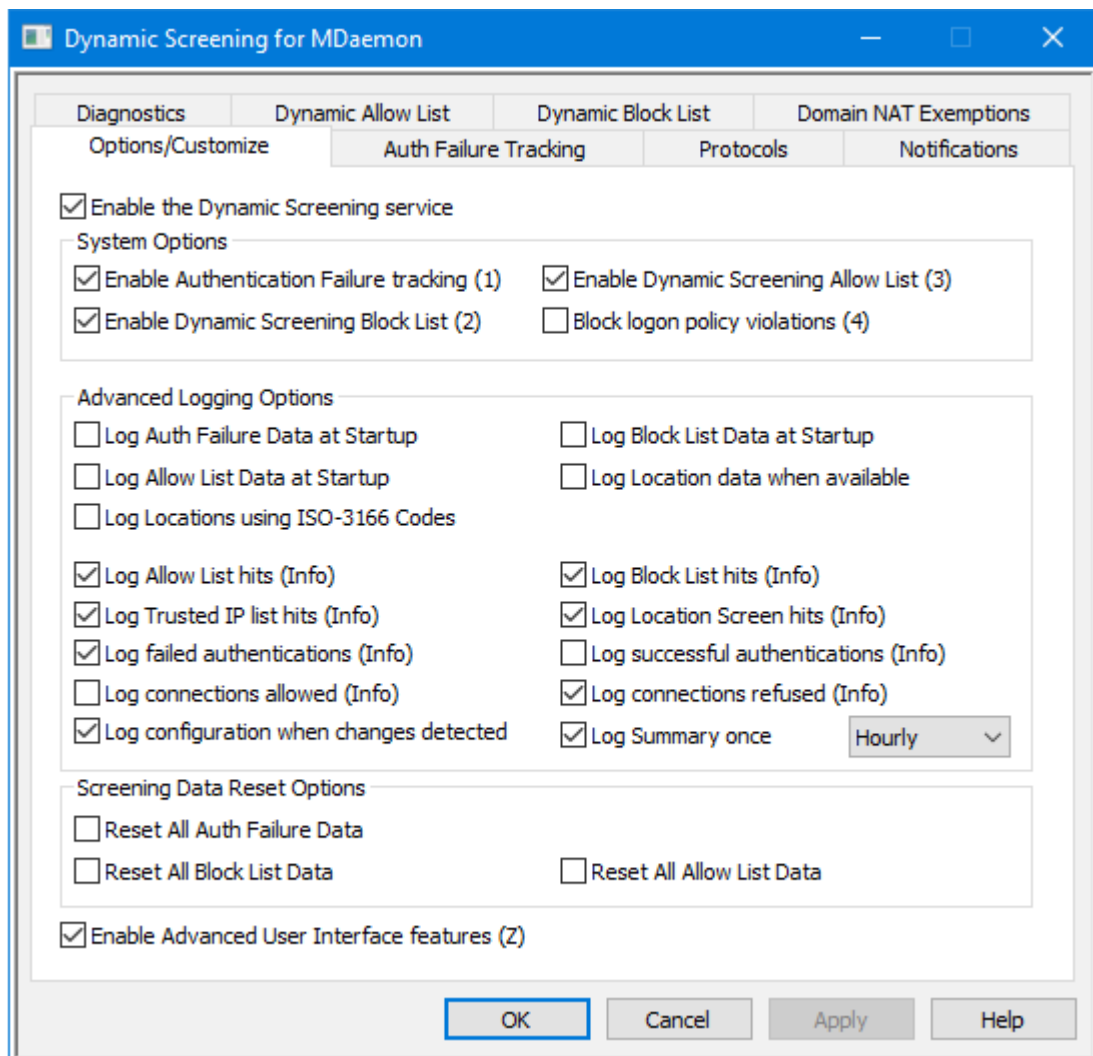 Dynamic Screening for MDaemon
Diagnostics Dynamic Allow List Dynamic Block List Domain NAT Exemptions
Options/Customize Auth Failure Tracking Protocols Notifications
Enable the Dynamic Screening service
System Options
Enable Authentication Failure tracking (1) Enable Dynamic Screening Allow List (3)
Enable Dynamic Screening Block List (2) Block logon policy violations (4)
Advanced Logging Options
Log Auth Failure Data at Startup Log Block List Data at Startup
Log Allow List Data at Startup Log Location data when available
Log Locations using ISO-3166 Codes
Log Allow List hits (Info) Log Block List hits (Info)
Log Trusted IP list hits (Info) Log Location Screen hits (Info)
Log failed authentications (Info) Log successful authentications (Info)
Log connections allowed (Info) Log connections refused (Info)
Log configuration when changes detected Log Summary once Hourly
Screening Data Reset Options
Reset All Auth Failure Data
Reset All Block List Data Reset All Allow List Data
Enable Advanced User Interface features (Z)
OK Cancel Apply Help